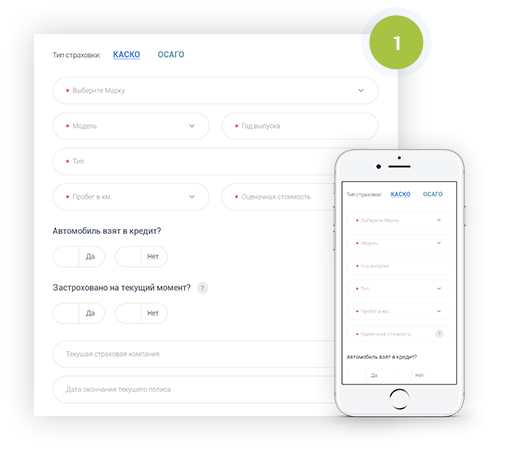 1
Тип страховки: КАСКО ОСАГО
Выберите Марку
Модель Год выпуска
Тип
Пробег в км. Оценочная стоимость
Автомобиль взят в кредит?
Да Нет
Застроховано на текущий момент? ?
Да Нет
Текущая страховая компания
Дата окончания текущего полиса
Тип страховки: КАСКО ОСАГО
Выберите Марку
Модель
Год выпуска
Тип
Пробег в км.
Оценочная стоимость ?
Автомобиль взят в кредит?
Да Нет